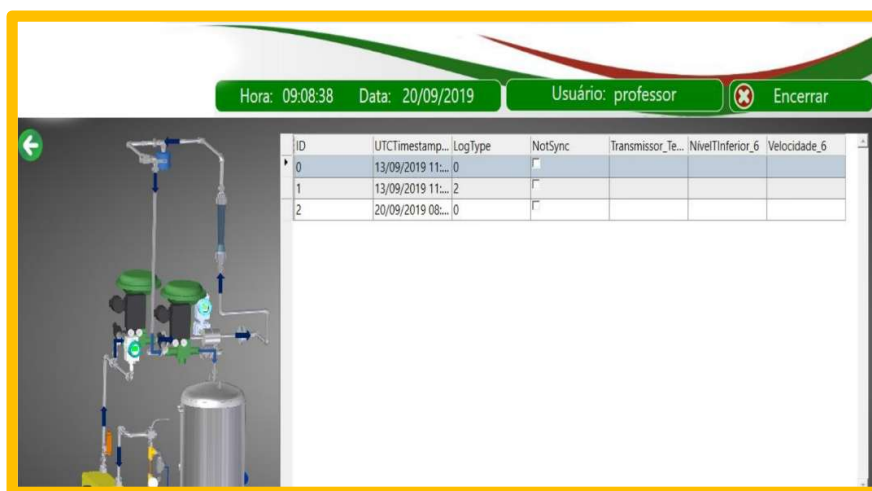 Hora: 09:08:38 Data: 20/09/2019 Usuário: professor Encerrar
ID UTCTimestamp... LogType NotSync Transmissor_Te... NívelTInferior_6 Velocidade_6
0 13/09/2019 11:... 0
1 13/09/2019 11:... 2
2 20/09/2019 08:... 0